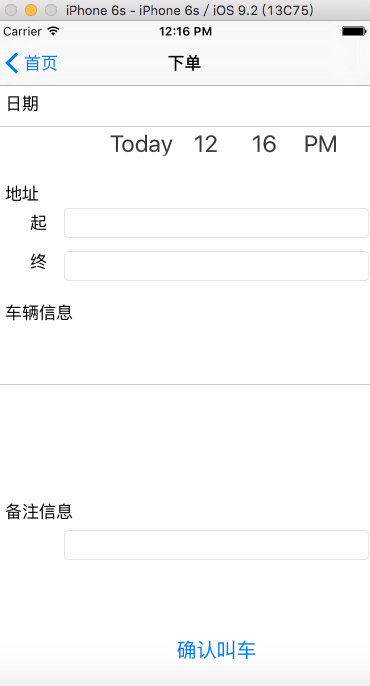 iPhone 6s - iPhone 6s / iOS 9.2 (13C75)
Carrier 12:16 PM
首页 下单
日期
Today 12 16 PM
地址
起
终
车辆信息
备注信息
确认叫车